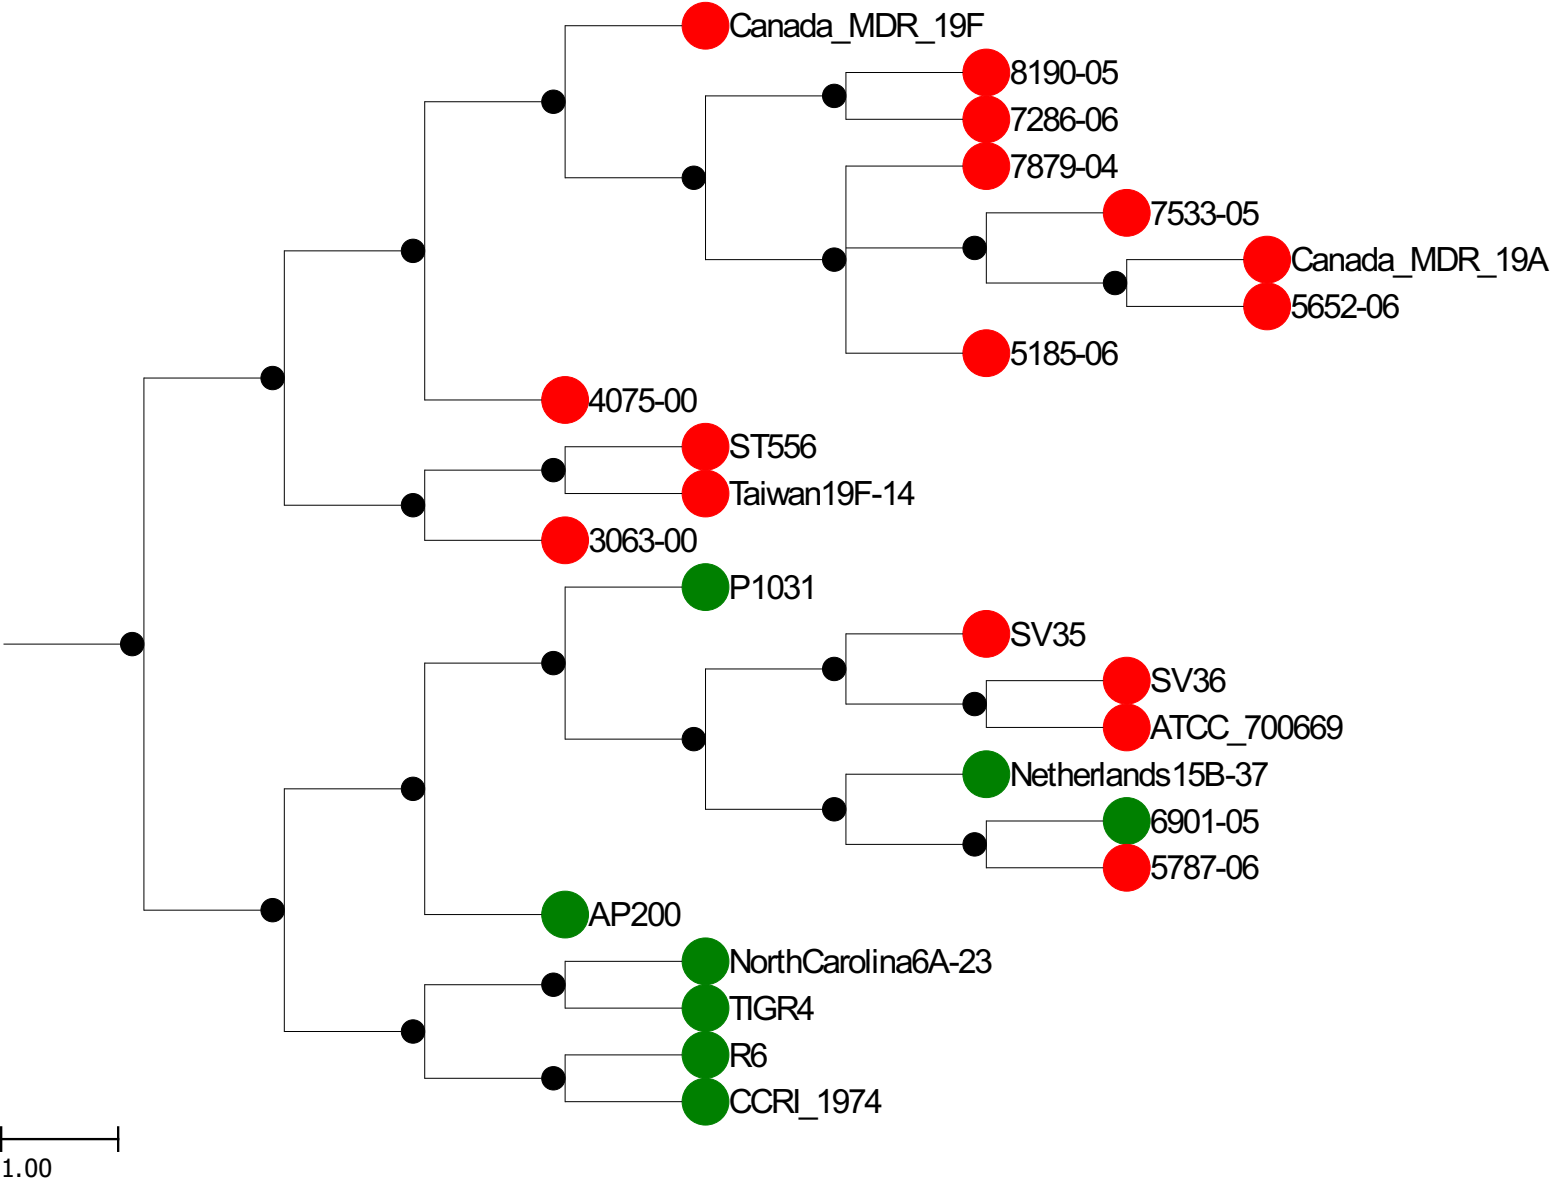 Canada_MDR_19F
8190-05
7286-06
7879-04
7533-05
Canada_MDR_19A
5652-06
5185-06
4075-00
ST556
Taiwan19F-14
3063-00
P1031
SV35
SV36
ATCC_700669
Netherlands15B-37
6901-05
5787-06
AP200
NorthCarolina6A-23
TIGR4
R6
CCRI_1974
1.00